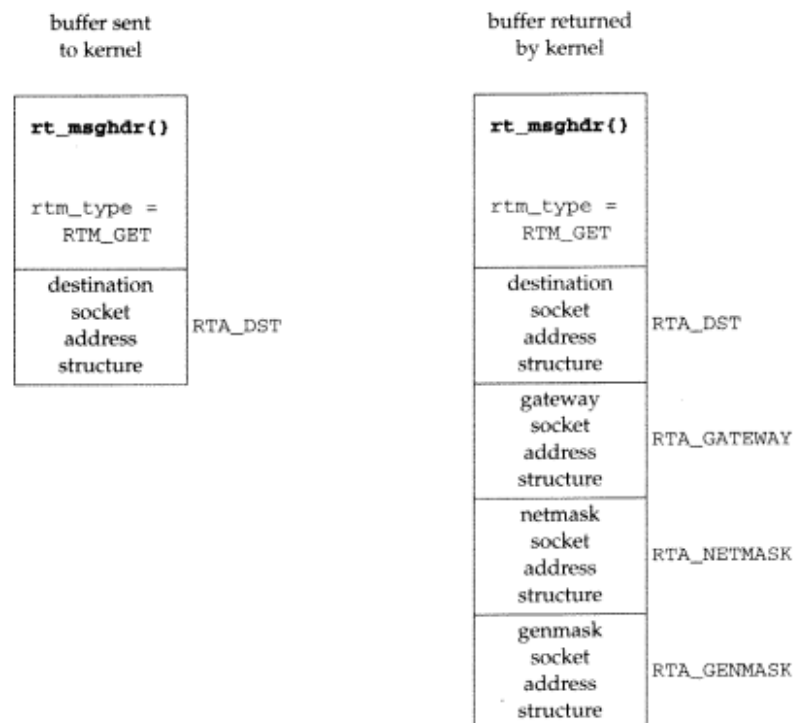 buffer sent
to kernel
rt_msghdr{}
rtm_type =
RTM_GET
destination
socket
address
structure
RTA_DST
buffer returned
by kernel
rt_msghdr{}
rtm_type =
RTM_GET
destination
socket
address
structure
RTA_DST
gateway
socket
address
structure
RTA_GATEWAY
netmask
socket
address
structure
RTA_NETMASK
genmask
socket
address
structure
RTA_GENMASK